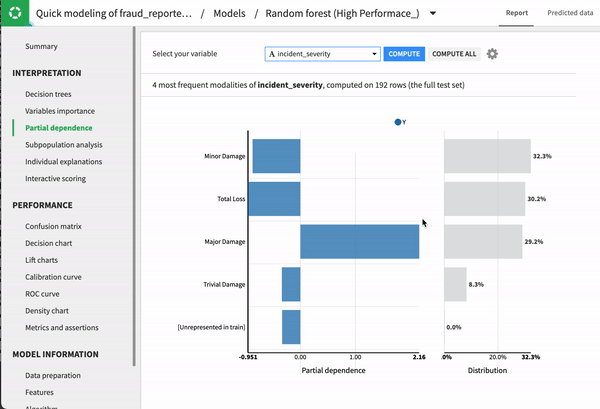 Quick modeling of fraud_reporte... / Models / Random forest (High Performace_)
Report Predicted data
Summary
INTERPRETATION
Decision trees
Variables importance
Partial dependence
Subpopulation analysis
Individual explanations
Interactive scoring
PERFORMANCE
Confusion matrix
Decision chart
Lift charts
Calibration curve
ROC curve
Density chart
Metrics and assertions
MODEL INFORMATION
Data preparation
Features
Algorithm
Select your variable
A incident_severity
COMPUTE
COMPUTE ALL
4 most frequent modalities of incident_severity, computed on 192 rows (the full test set)
Y
Minor Damage 32.3%
Total Loss 30.2%
Major Damage 29.2%
Trivial Damage 8.3%
[Unrepresented in train] 0.0%
-0.951 0.00 1.00 2.16 .0% 20.0% 32.3%
Partial dependence Distribution